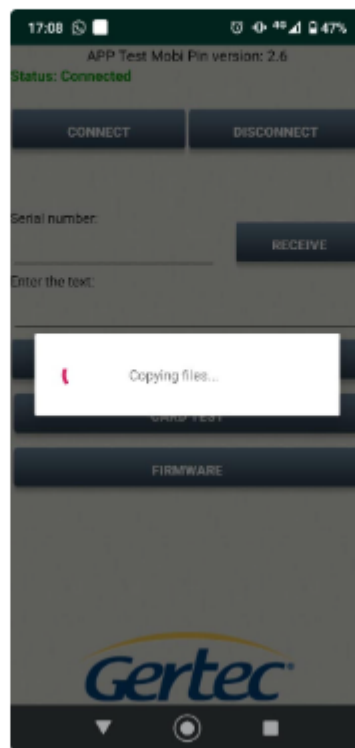 17:08 4G 47%
APP Test Mobi Pin version: 2.6
Status: Connected
CONNECT DISCONNECT
Serial number:
RECEIVE
Enter the text:
Copying files...
CARD TEST
FIRMWARE
Gertec